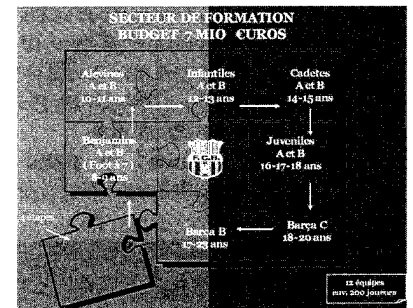 SECTEUR DE FORMATION
BUDGET 7 MIO €UROS
Alevines
A et B
10-11 ans
Infantiles
A et B
12-13 ans
Cadetes
A et B
14-15 ans
Benjamins
A et B
( Foot à 7 )
8-9 ans
Juveniles
A et B
16-17-18 ans
4 étapes
Barça B
17-23 ans
Barça C
18-20 ans
12 équipes
env. 200 joueurs